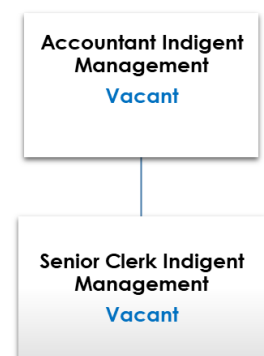 Accountant Indigent
Management
Vacant
Senior Clerk Indigent
Management
Vacant